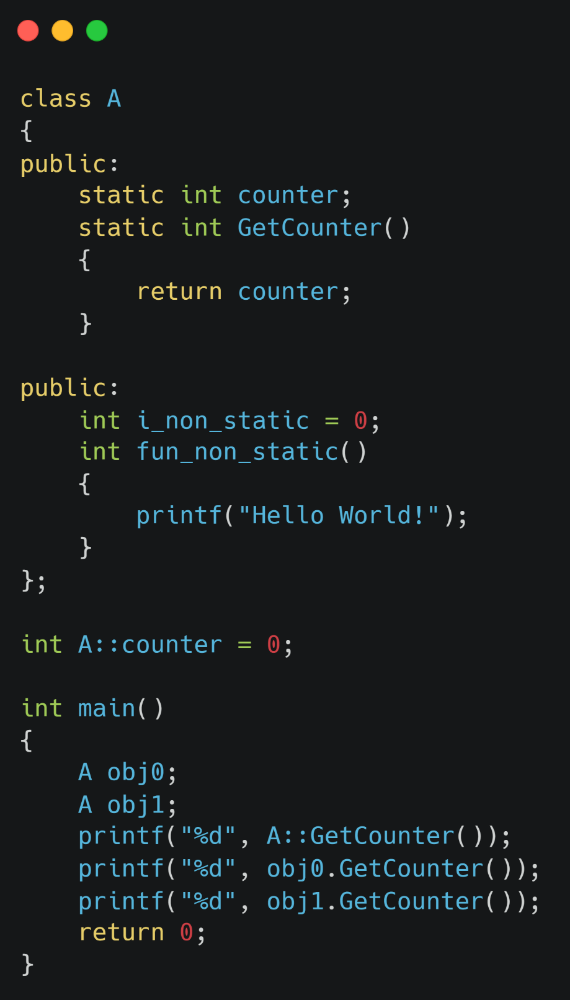 class A
{
public:
    static int counter;
    static int GetCounter()
    {
        return counter;
    }

public:
    int i_non_static = 0;
    int fun_non_static()
    {
        printf("Hello World!");
    }
};

int A::counter = 0;

int main()
{
    A obj0;
    A obj1;
    printf("%d", A::GetCounter());
    printf("%d", obj0.GetCounter());
    printf("%d", obj1.GetCounter());
    return 0;
}